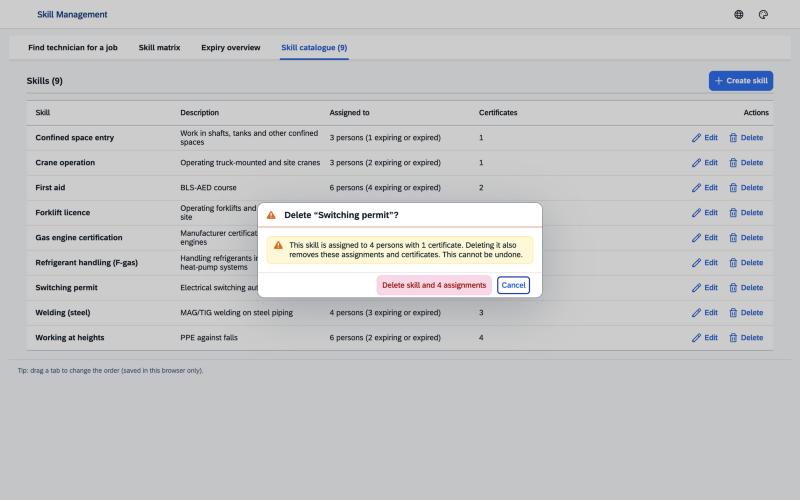 Skill Management
Find technician for a job
Skill matrix
Expiry overview
Skill catalogue (9)
Skills (9)
Create skill
Skill
Description
Assigned to
Certificates
Actions
Confined space entry
Work in shafts, tanks and other confined
spaces
3 persons (1 expiring or expired)
1
Edit
Delete
Crane operation
Operating truck-mounted and site cranes
3 persons (2 expiring or expired)
1
Edit
Delete
First aid
BLS-AED course
6 persons (4 expiring or expired)
2
Edit
Delete
Forklift licence
Operating forklifts and
site
Edit
Delete
Gas engine certification
Manufacturer
engines
Edit
Delete
Refrigerant handling (F-gas)
Handling refrigerants
heat-pump systems
Edit
Delete
Switching permit
Electrical switching
Edit
Delete
Welding (steel)
MAG/TIG welding on steel piping
4 persons (3 expiring or expired)
3
Edit
Delete
Working at heights
PPE against falls
6 persons (2 expiring or expired)
4
Edit
Delete
Tip: drag a tab to change the order (saved in this browser only).
Delete “Switching permit”?
This skill is assigned to 4 persons with 1 certificate. Deleting it also
removes these assignments and certificates. This cannot be undone.
Delete skill and 4 assignments
Cancel